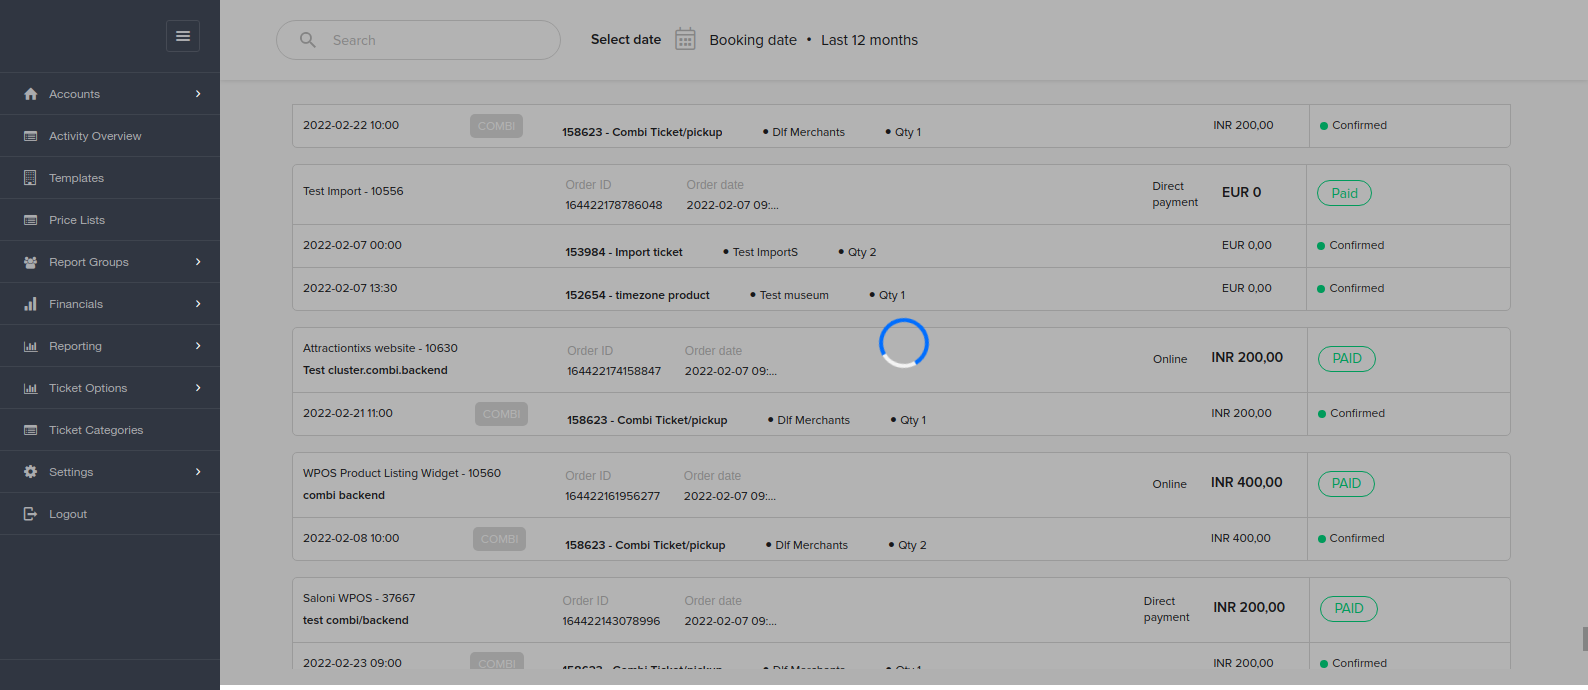 Search
Select date
Booking date • Last 12 months
Accounts
Activity Overview
Templates
Price Lists
Report Groups
Financials
Reporting
Ticket Options
Ticket Categories
Settings
Logout
2022-02-22 10:00 COMBI 158623 - Combi Ticket/pickup • Dlf Merchants • Qty 1 INR 200,00 Confirmed
Test Import - 10556
Order ID Order date
164422178786048 2022-02-07 09:...
Direct
payment
EUR 0
Paid
2022-02-07 00:00 153984 - Import ticket • Test ImportS • Qty 2 EUR 0,00 Confirmed
2022-02-07 13:30 152654 - timezone product • Test museum • Qty 1 EUR 0,00 Confirmed
Attractiontixs website - 10630
Test cluster.combi.backend
Order ID Order date
164422174158847 2022-02-07 09:...
Online
INR 200,00
PAID
2022-02-21 11:00 COMBI 158623 - Combi Ticket/pickup • Dlf Merchants • Qty 1 INR 200,00 Confirmed
WPOS Product Listing Widget - 10560
combi backend
Order ID Order date
164422161956277 2022-02-07 09:...
Online
INR 400,00
PAID
2022-02-08 10:00 COMBI 158623 - Combi Ticket/pickup • Dlf Merchants • Qty 2 INR 400,00 Confirmed
Saloni WPOS - 37667
test combi/backend
Order ID Order date
164422143078996 2022-02-07 09:...
Direct
payment
INR 200,00
PAID
2022-02-23 09:00 COMBI 158623 - Combi Ticket/pickup • Dlf Merchants • Qty 1 INR 200,00 Confirmed